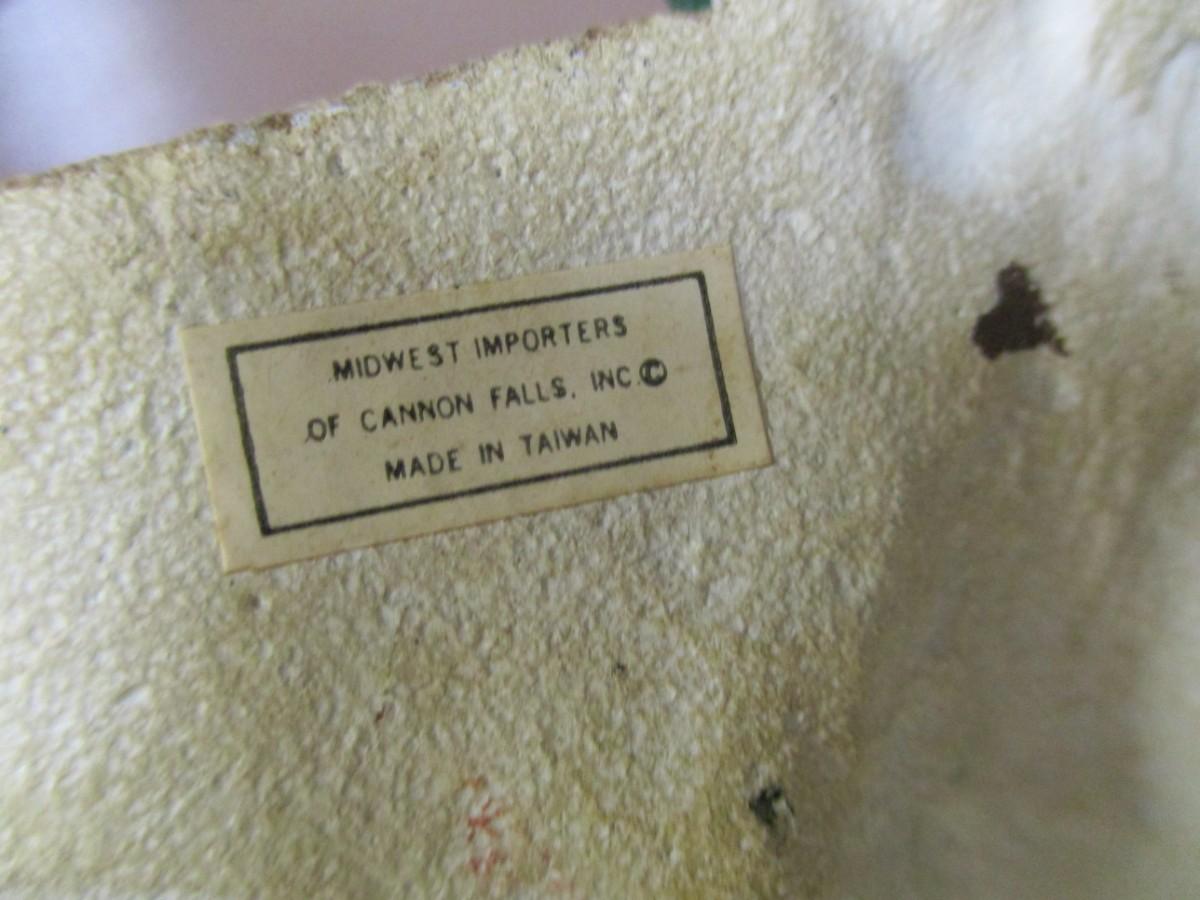 MIDWEST IMPORTERS
OF CANNON FALLS, INC.©
MADE IN TAIWAN